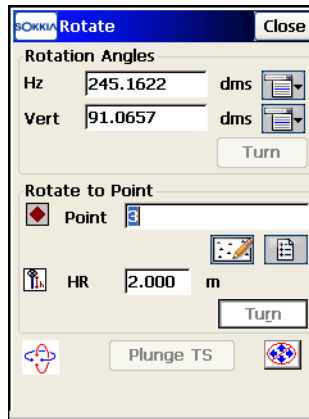 SOKKIA Rotate Close
Rotation Angles
Hz 245.1622 dms
Vert 91.0657 dms
Turn
Rotate to Point
Point 3
HR 2.000 m
Turn
Plunge TS